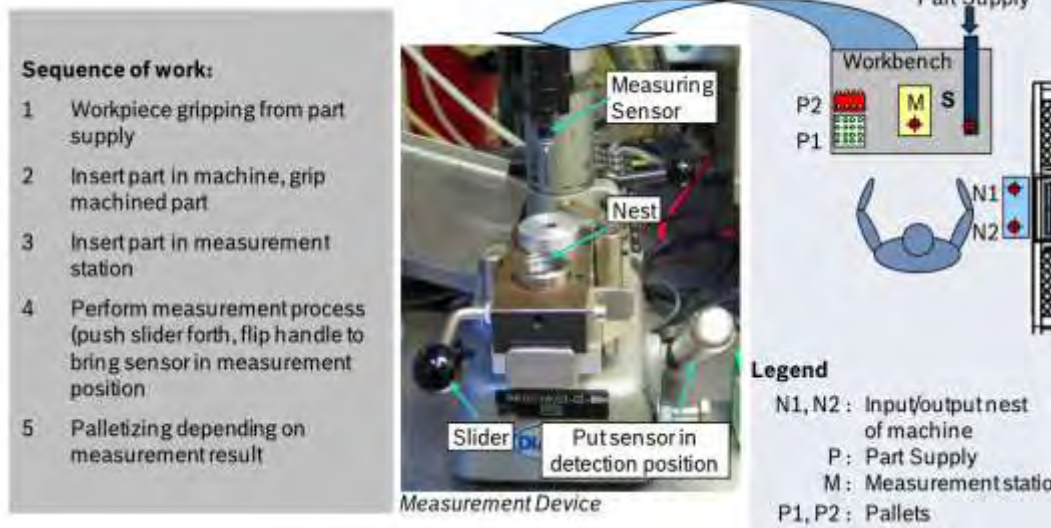 Sequence of work:
1 Workpiece gripping from part
supply
2 Insert part in machine, grip
machined part
3 Insert part in measurement
station
4 Perform measurement process
(push slider forth, flip handle to
bring sensor in measurement
position
5 Palletizing depending on
measurement result
Measuring
Sensor
Nest
Slider
Put sensor in
detection position
Measurement Device
Part Supply
Workbench
P2
M
S
P1
N1
N2
Legend
N1, N2 : Input/output nest
of machine
P : Part Supply
M : Measurement statio
P1, P2 : Pallets